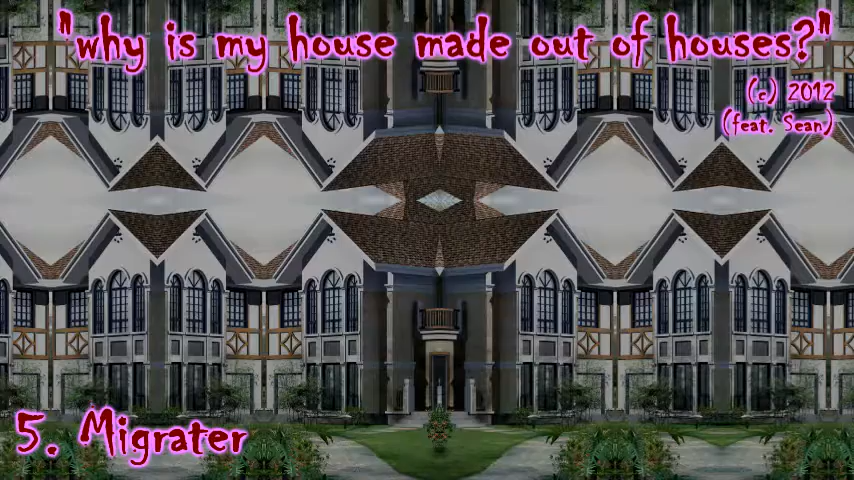 "why is my house made out of houses?"
(c) 2012
(feat. Sean)
5. Migrater